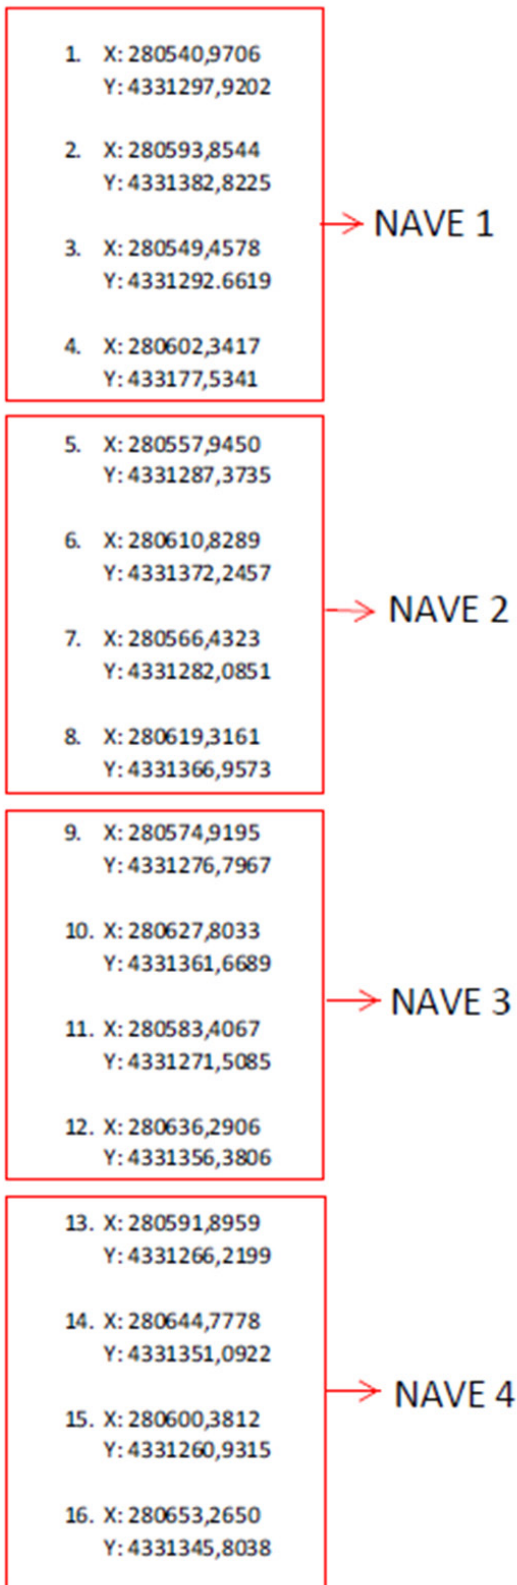 1. X: 280540,9706
Y: 4331297,9202
2. X: 280593,8544
Y: 4331382,8225
3. X: 280549,4578
Y: 4331292.6619
4. X: 280602,3417
Y: 433177,5341
NAVE 1
5. X: 280557,9450
Y: 4331287,3735
6. X: 280610,8289
Y: 4331372,2457
7. X: 280566,4323
Y: 4331282,0851
8. X: 280619,3161
Y: 4331366,9573
NAVE 2
9. X: 280574,9195
Y: 4331276,7967
10. X: 280627,8033
Y: 4331361,6689
11. X: 280583,4067
Y: 4331271,5085
12. X: 280636,2906
Y: 4331356,3806
NAVE 3
13. X: 280591,8959
Y: 4331266,2199
14. X: 280644,7778
Y: 4331351,0922
15. X: 280600,3812
Y: 4331260,9315
16. X: 280653,2650
Y: 4331345,8038
NAVE 4